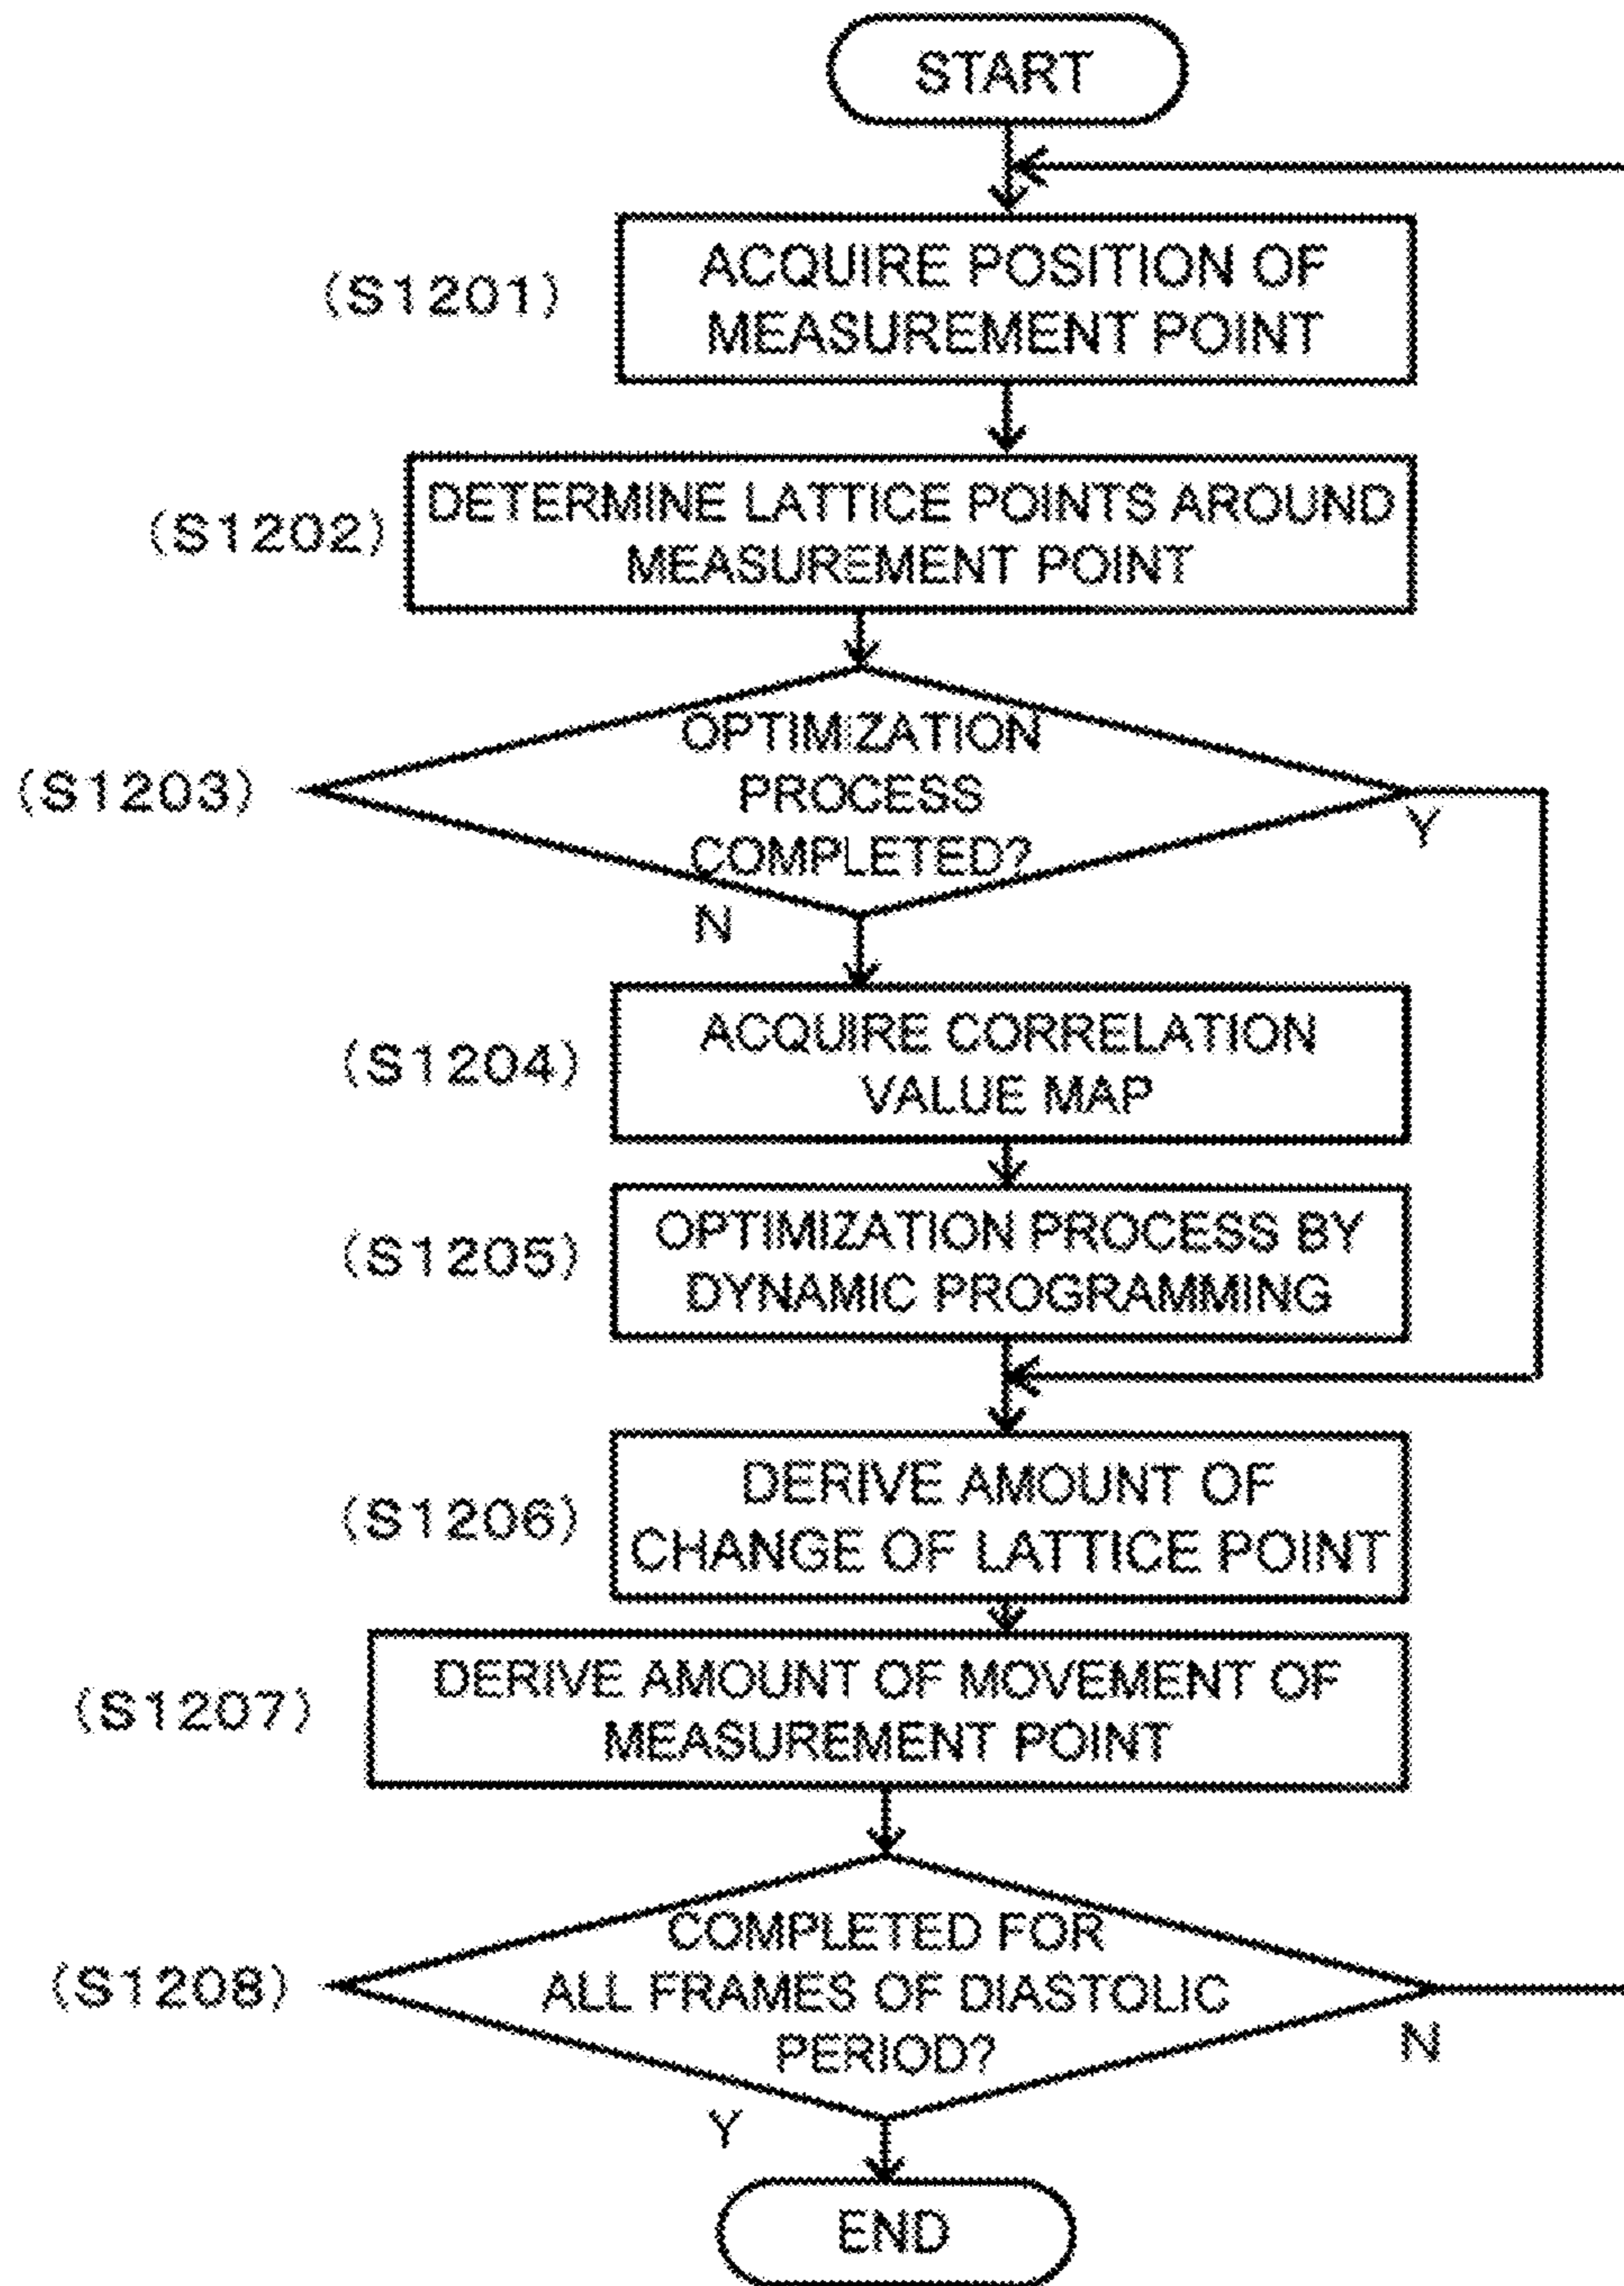 START
(S1201)
ACQUIRE POSITION OF
MEASUREMENT POINT
(S1202)
DETERMINE LATTICE POINTS AROUND
MEASUREMENT POINT
(S1203)
OPTIMIZATION
PROCESS
COMPLETED?
Y
N
(S1204)
ACQUIRE CORRELATION
VALUE MAP
(S1205)
OPTIMIZATION PROCESS BY
DYNAMIC PROGRAMMING
(S1206)
DERIVE AMOUNT OF
CHANGE OF LATTICE POINT
(S1207)
DERIVE AMOUNT OF MOVEMENT OF
MEASUREMENT POINT
(S1208)
COMPLETED FOR
ALL FRAMES OF DIASTOLIC
PERIOD?
N
Y
END